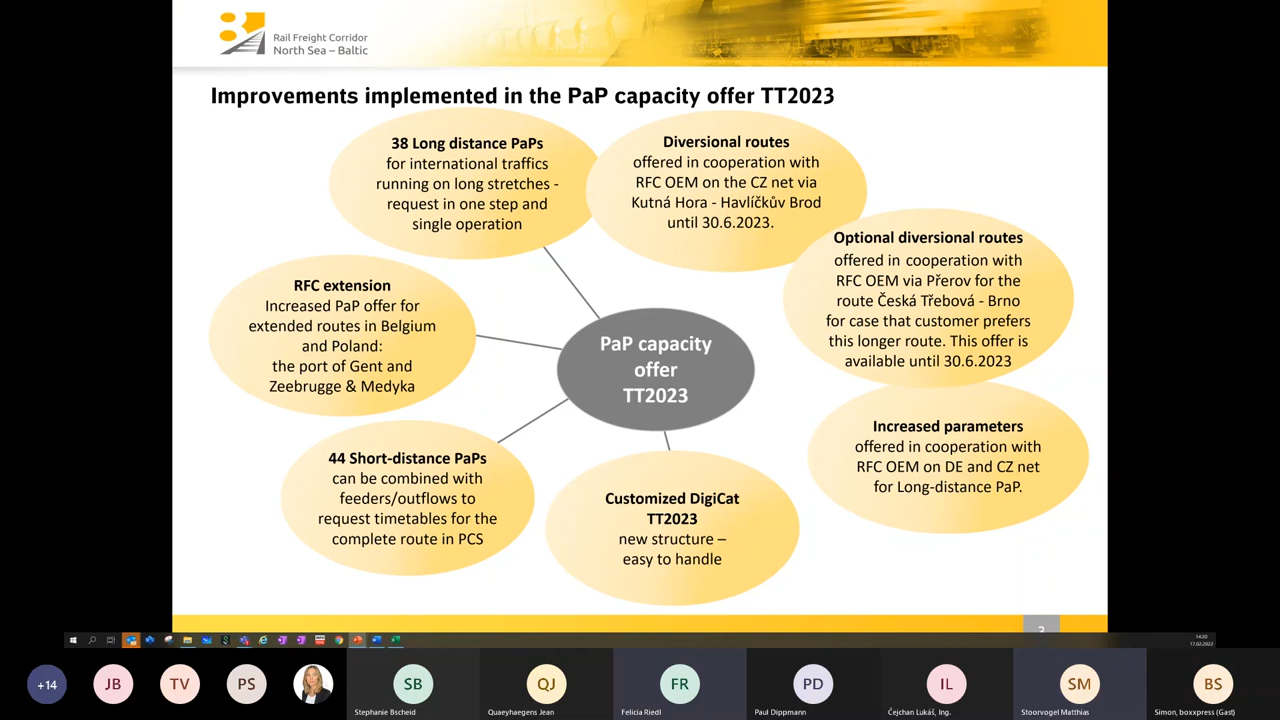 Rail Freight Corridor
North Sea – Baltic
Improvements implemented in the PaP capacity offer TT2023
38 Long distance PaPs
for international traffics
running on long stretches -
request in one step and
single operation
Diversional routes
offered in cooperation with
RFC OEM on the CZ net via
Kutná Hora - Havlíčkův Brod
until 30.6.2023.
Optional diversional routes
offered in cooperation with
RFC OEM via Přerov for the
route Česká Třebová - Brno
for case that customer prefers
this longer route. This offer is
available until 30.6.2023
RFC extension
Increased PaP offer for
extended routes in Belgium
and Poland:
the port of Gent and
Zeebrugge & Medyka
PaP capacity
offer
TT2023
Increased parameters
offered in cooperation with
RFC OEM on DE and CZ net
for Long-distance PaP.
44 Short-distance PaPs
can be combined with
feeders/outflows to
request timetables for the
complete route in PCS
Customized DigiCat
TT2023
new structure –
easy to handle
3
14:20
17.02.2022
+14
JB
TV
PS
SB
QJ
FR
PD
IL
SM
BS
Stephanie Bscheid
Quaeyhaegens Jean
Felicia Riedl
Paul Dippmann
Čejchan Lukáš, Ing.
Stoorvogel Matthias
Simon, boxxpress (Gast)